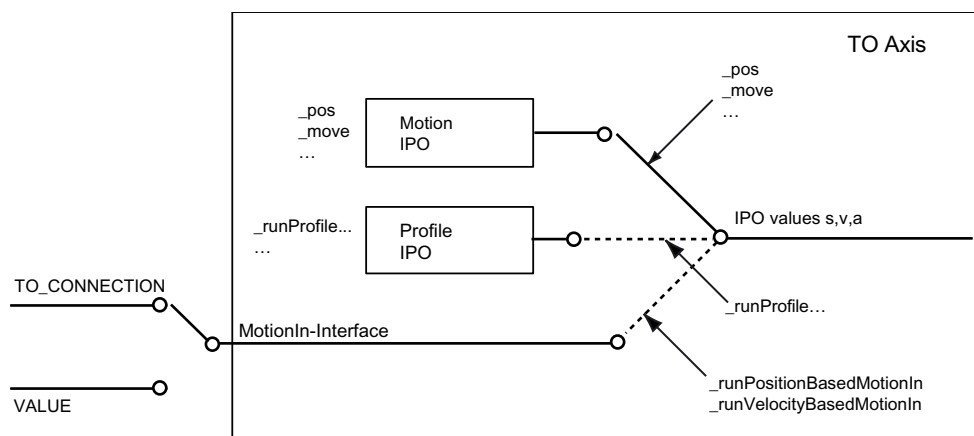 TO Axis
_pos
_move
…
_pos
_move
…
Motion
IPO
_runProfile...
…
Profile
IPO
IPO values s,v,a
TO_CONNECTION
_runProfile…
MotionIn-Interface
_runPositionBasedMotionIn
_runVelocityBasedMotionIn
VALUE